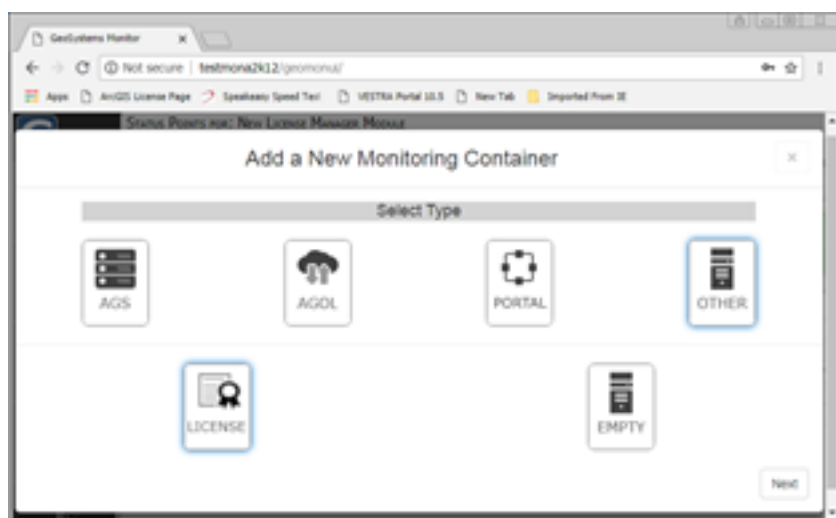 GeoSystems Monitor
Not secure | testmona2k12/geomonui/
Apps ArcGIS License Page Speakeasy Speed Test VESTRA Portal 10.5 New Tab Imported From IE
Status Points for: New License Manager Module
Add a New Monitoring Container
Select Type
AGS AGOL PORTAL OTHER
LICENSE EMPTY
Next